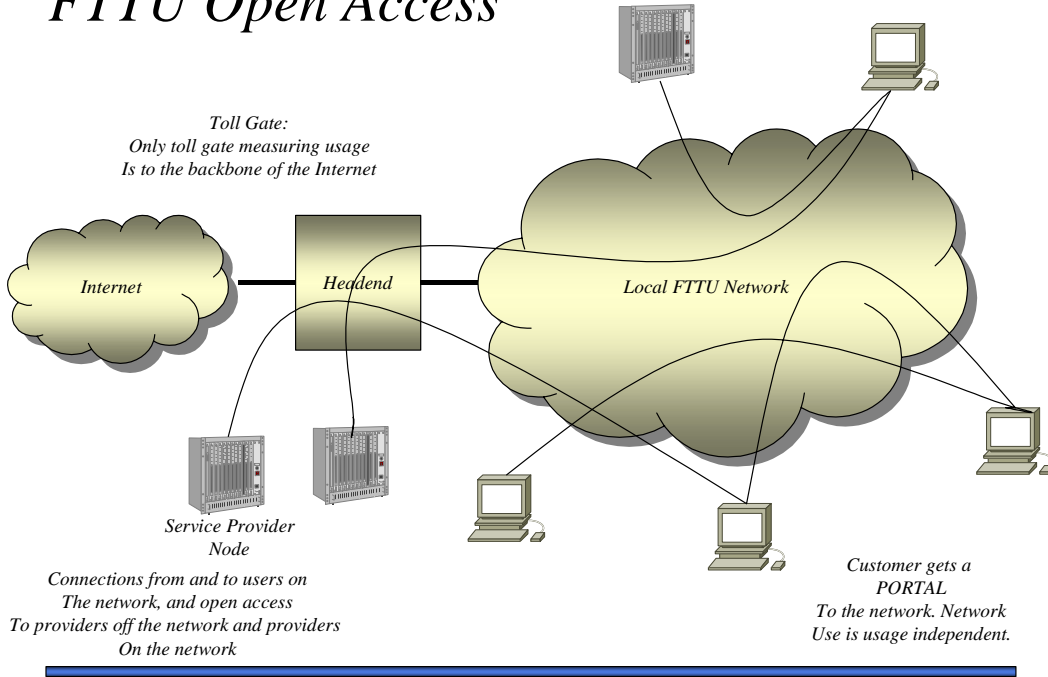 FTTU Open Access
Toll Gate:
Only toll gate measuring usage
Is to the backbone of the Internet
Internet
Headend
Local FTTU Network
Service Provider
Node
Connections from and to users on
The network, and open access
To providers off the network and providers
On the network
Customer gets a
PORTAL
To the network. Network
Use is usage independent.